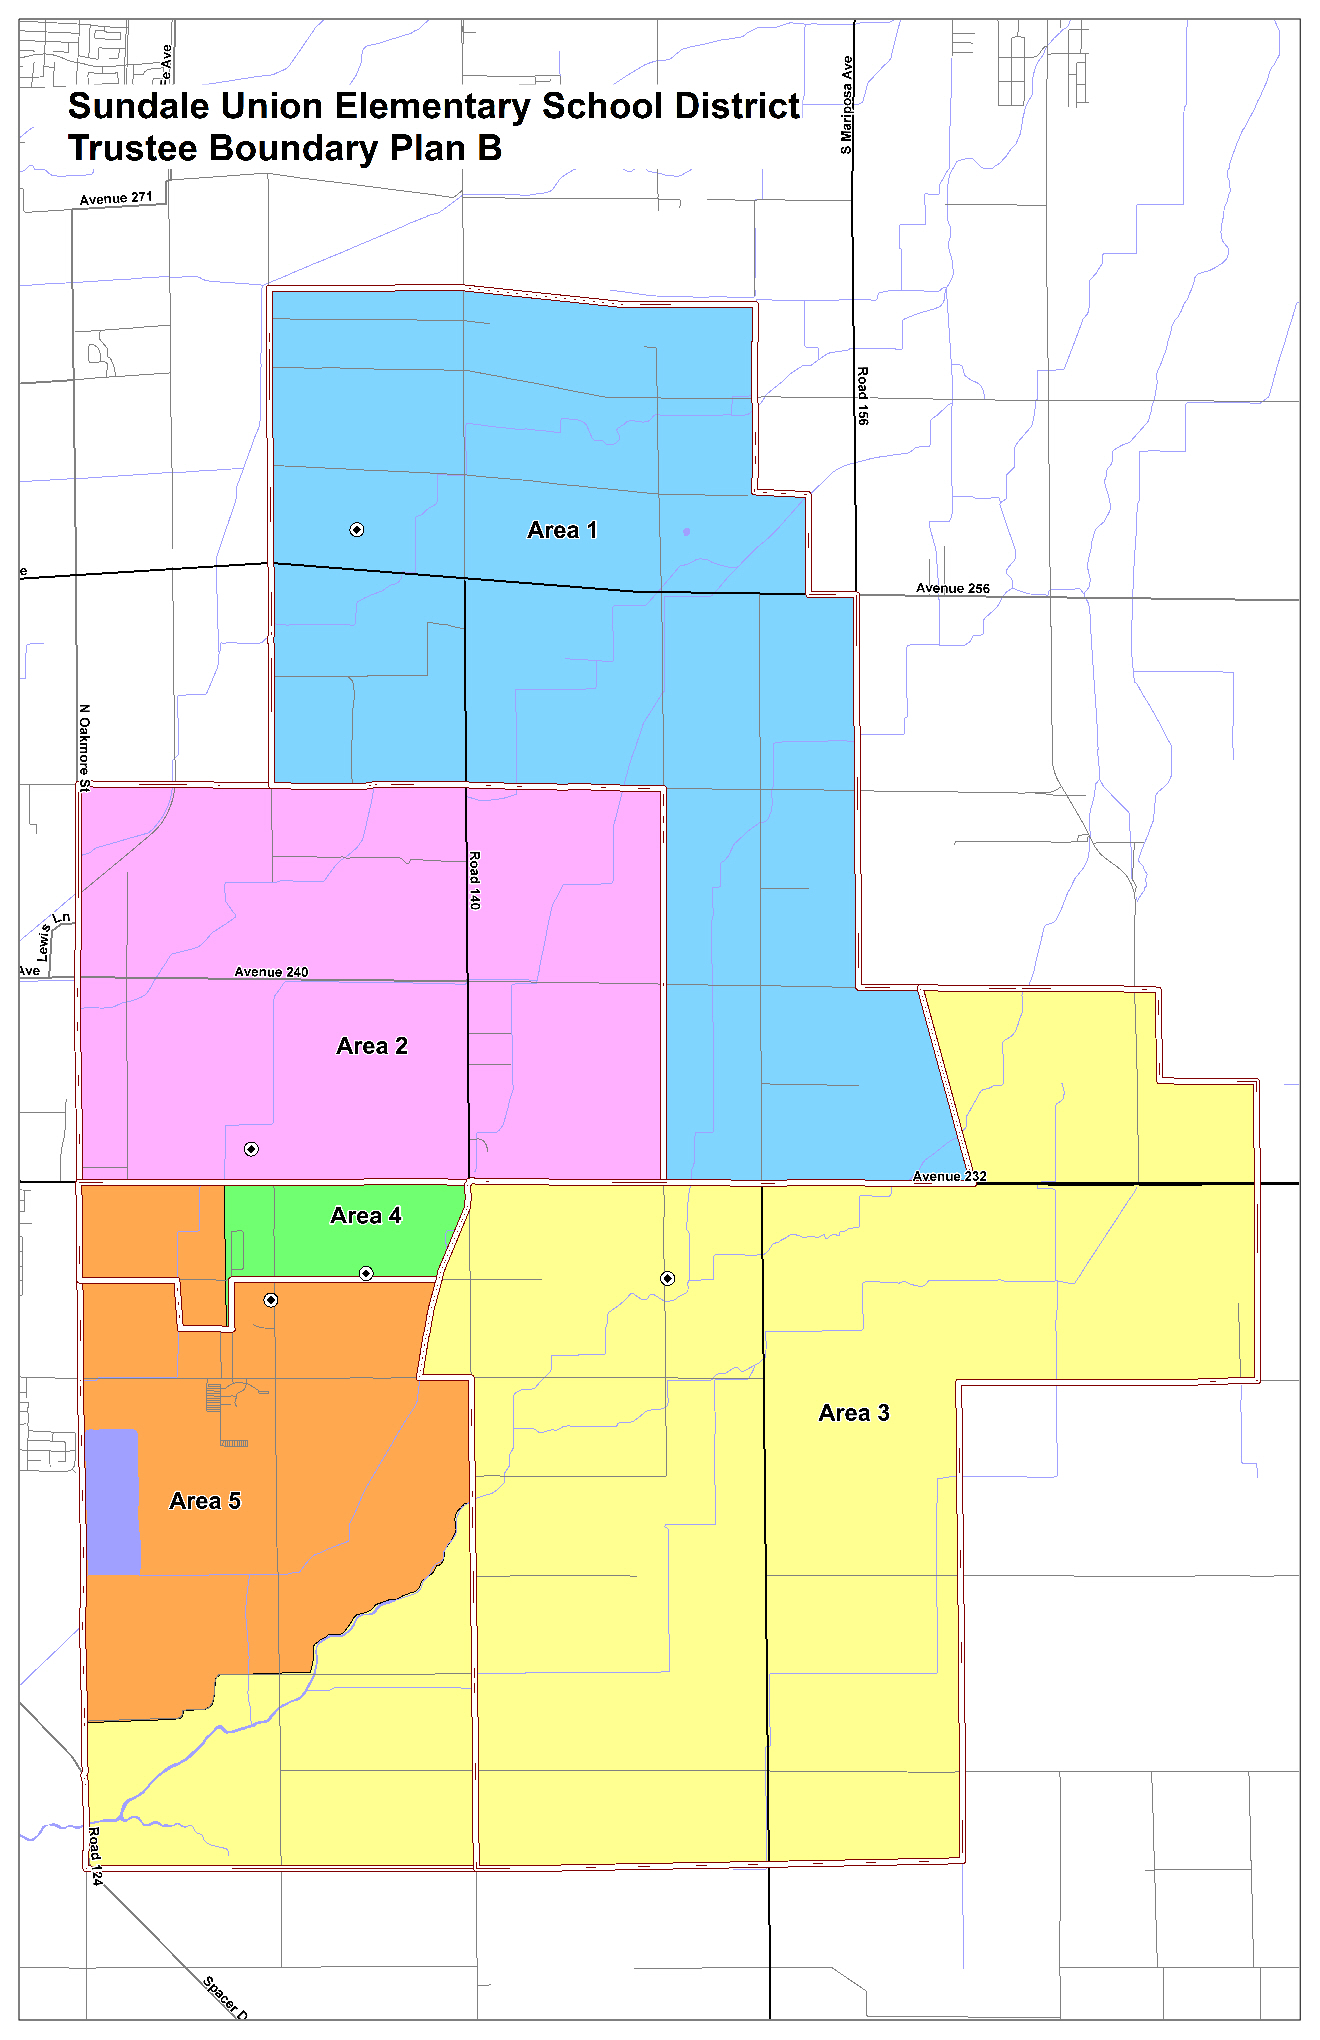 Fe Ave
S Mariposa Ave
Sundale Union Elementary School District
Trustee Boundary Plan B
Avenue 271
Road 156
Area 1
e
Avenue 256
N Oakmore St
Road 140
Lewis Ln
Ave
Avenue 240
Area 2
Avenue 232
Area 4
Area 3
Area 5
Road 124
Spacer D